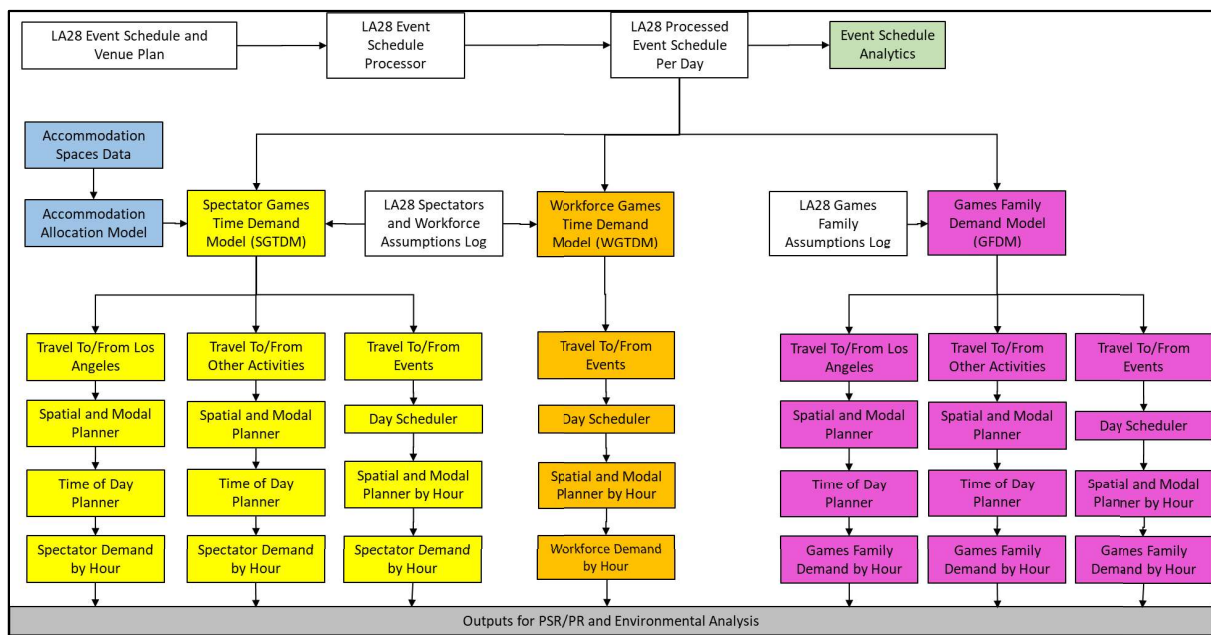 LA28 Event Schedule and
Venue Plan
LA28 Event
Schedule
Processor
LA28 Processed
Event Schedule
Per Day
Event Schedule
Analytics
Accommodation
Spaces Data
Accommodation
Allocation Model
Spectator Games
Time Demand
Model (SGTDM)
LA28 Spectators
and Workforce
Assumptions Log
Workforce Games
Time Demand
Model (WGTDM)
LA28 Games
Family
Assumptions Log
Games Family
Demand Model
(GFDM)
Travel To/From Los
Angeles
Travel To/From
Other Activities
Travel To/From
Events
Travel To/From
Events
Travel To/From Los
Angeles
Travel To/From
Other Activities
Travel To/From
Events
Spatial and Modal
Planner
Spatial and Modal
Planner
Day Scheduler
Day Scheduler
Spatial and Modal
Planner
Spatial and Modal
Planner
Day Scheduler
Time of Day
Planner
Time of Day
Planner
Spatial and Modal
Planner by Hour
Spatial and Modal
Planner by Hour
Time of Day
Planner
Time of Day
Planner
Spatial and Modal
Planner by Hour
Spectator Demand
by Hour
Spectator Demand
by Hour
Spectator Demand
by Hour
Workforce Demand
by Hour
Games Family
Demand by Hour
Games Family
Demand by Hour
Games Family
Demand by Hour
Outputs for PSR/PR and Environmental Analysis